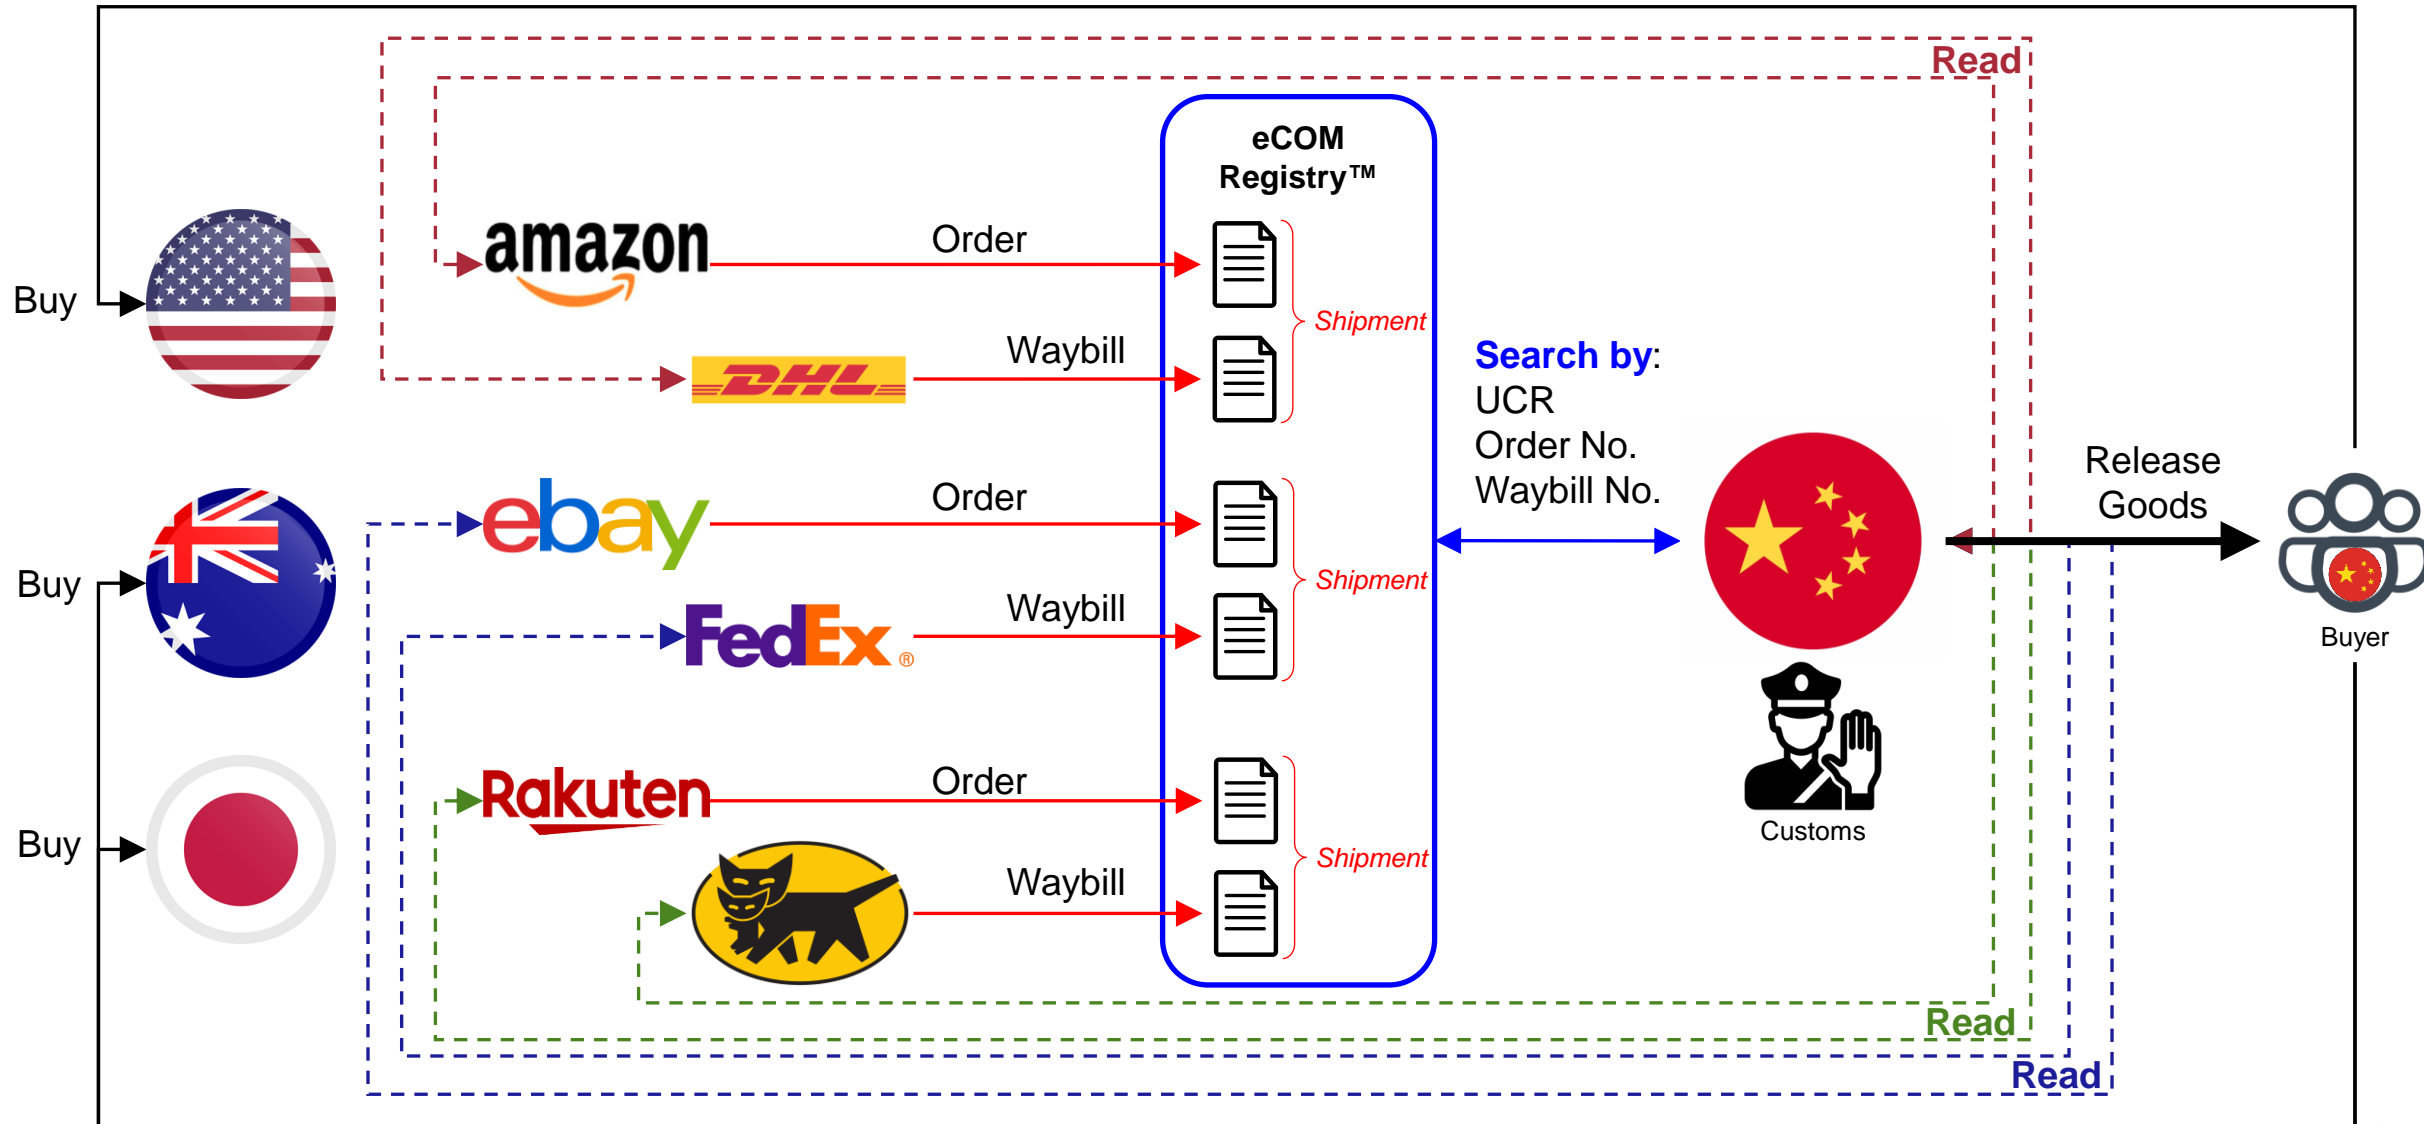 Read
eCOM
Registry™
amazon
Order
Buy
Shipment
Waybill
DHL
Search by:
UCR
Order No.
Waybill No.
Release
Goods
ebay
Order
Buy
Shipment
Waybill
FedEx®
Buyer
Rakuten
Order
Customs
Buy
Shipment
Waybill
Read
Read